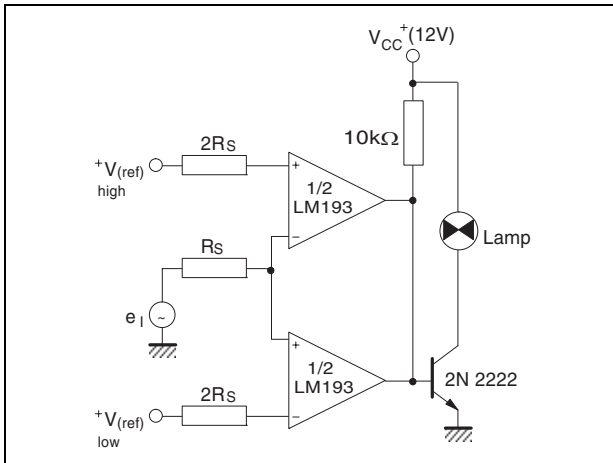 VCC+(12V)
2RS
10kΩ
+V(ref)
high
+
1/2
LM193
−
RS
Lamp
eI
~
+
1/2
LM193
−
2N 2222
2RS
+V(ref)
low